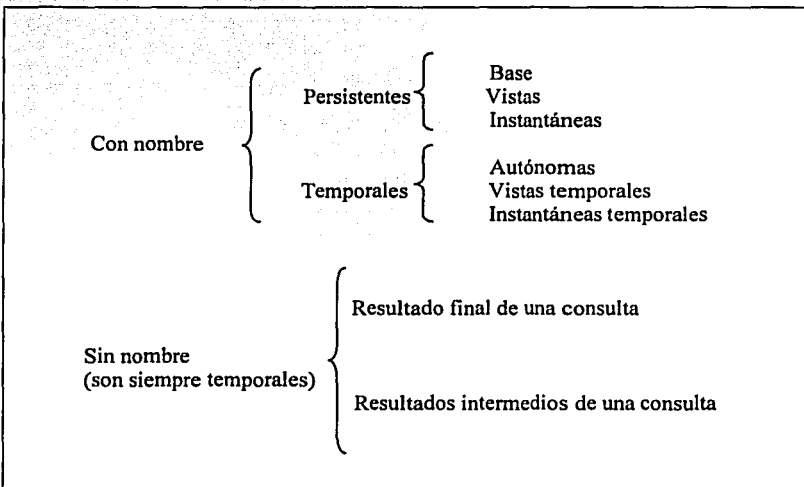 Con nombre
Persistentes
Base
Vistas
Instantáneas
Temporales
Autónomas
Vistas temporales
Instantáneas temporales
Sin nombre
(son siempre temporales)
Resultado final de una consulta
Resultados intermedios de una consulta